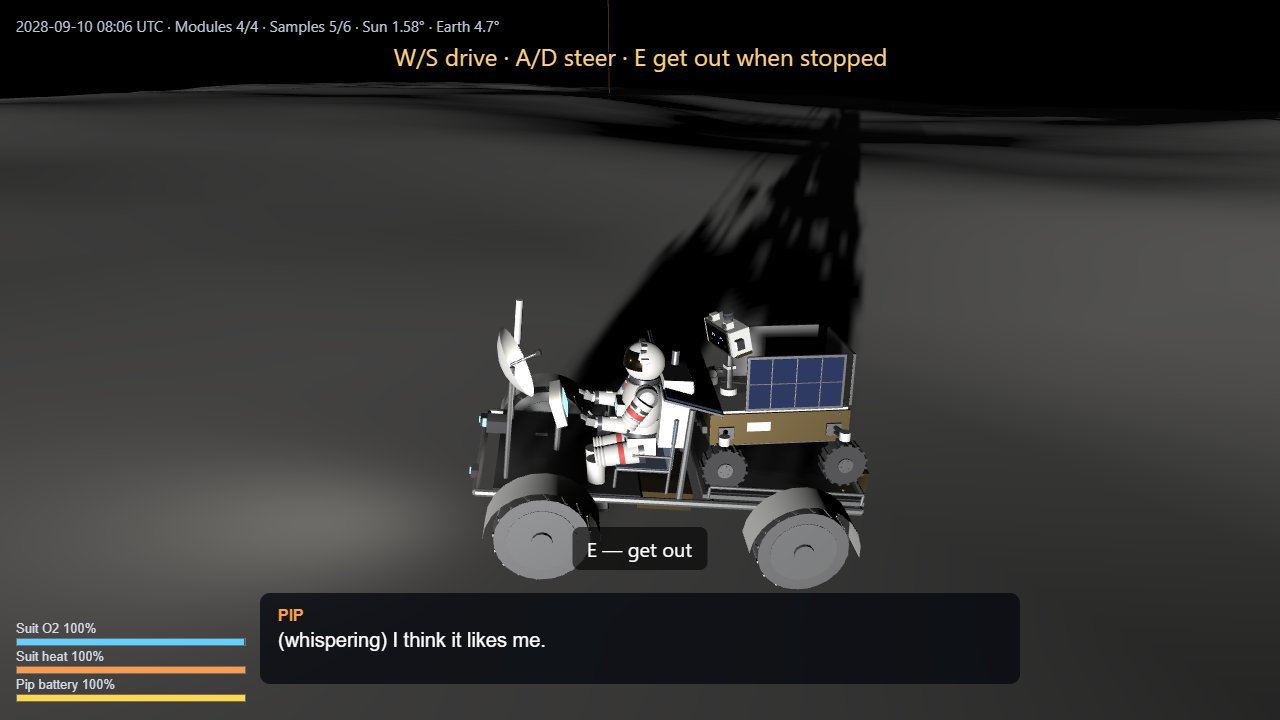 2028-09-10 08:06 UTC · Modules 4/4 · Samples 5/6 · Sun 1.58° · Earth 4.7°
W/S drive · A/D steer · E get out when stopped
E — get out
PIP
(whispering) I think it likes me.
Suit O2 100%
Suit heat 100%
Pip battery 100%